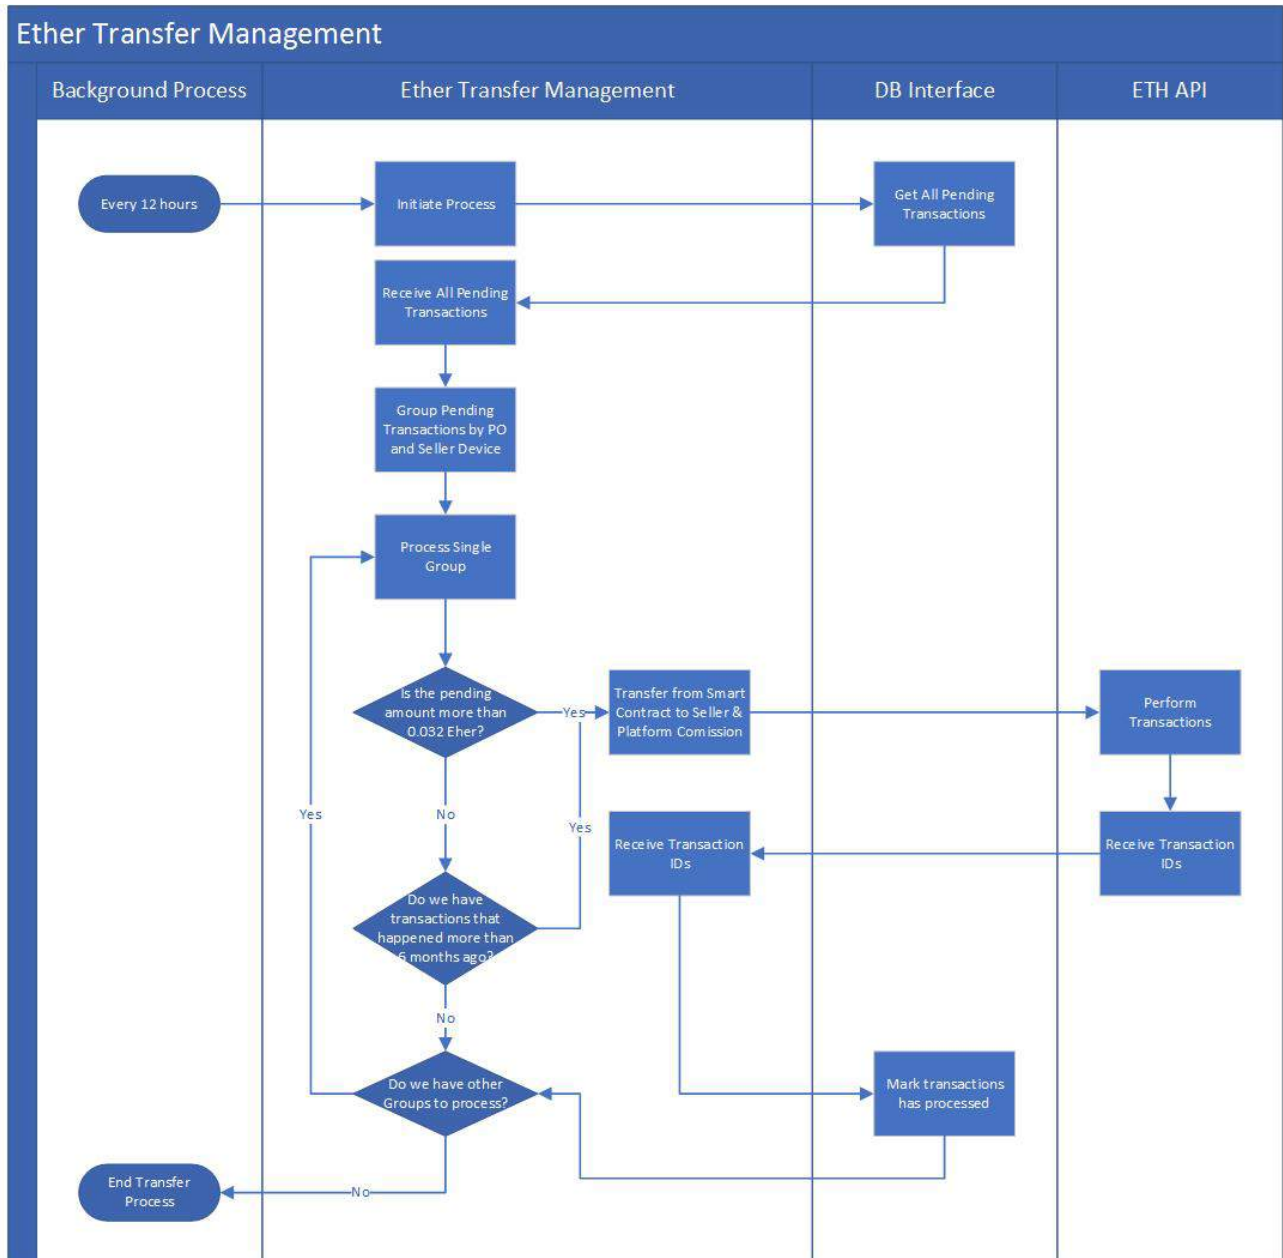 Ether Transfer Management
Background Process
Ether Transfer Management
DB Interface
ETH API
Every 12 hours
Initiate Process
Get All Pending
Transactions
Receive All Pending
Transactions
Group Pending
Transactions by PO
and Seller Device
Process Single
Group
Is the pending
amount more than
0.032 Eher?
Yes
Transfer from Smart
Contract to Seller &
Platform Comission
Perform
Transactions
Yes
No
Yes
Receive Transaction
IDs
Receive Transaction
IDs
Do we have
transactions that
happened more than
6 months ago?
No
Do we have other
Groups to process?
Mark transactions
has processed
End Transfer
Process
No